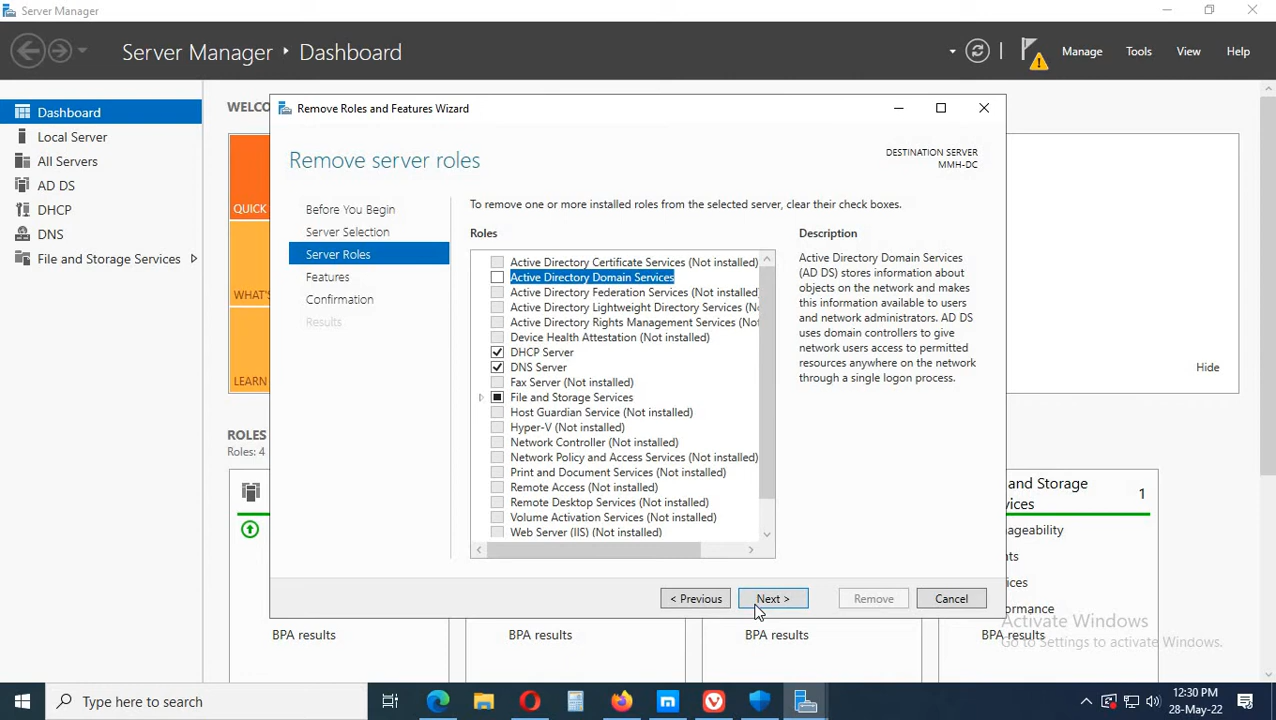 Server Manager
Server Manager ‣ Dashboard
Manage Tools View Help
Dashboard
Local Server
All Servers
AD DS
DHCP
DNS
File and Storage Services
QUICK
LEARN
Hide
ROLES
Roles: 4
Remove Roles and Features Wizard
Remove server roles
DESTINATION SERVER
MMH-DC
Before You Begin
Server Selection
Server Roles
Features
Confirmation
Results
To remove one or more installed roles from the selected server, clear their check boxes.
Roles
Active Directory Certificate Services (Not installed)
Active Directory Domain Services
Active Directory Federation Services (Not installed)
Active Directory Lightweight Directory Services (No
Active Directory Rights Management Services (Not
Device Health Attestation (Not installed)
DHCP Server
DNS Server
Fax Server (Not installed)
File and Storage Services
Host Guardian Service (Not installed)
Hyper-V (Not installed)
Network Controller (Not installed)
Network Policy and Access Services (Not installed)
Print and Document Services (Not installed)
Remote Access (Not installed)
Remote Desktop Services (Not installed)
Volume Activation Services (Not installed)
Web Server (IIS) (Not installed)
Description
Active Directory Domain Services
(AD DS) stores information about
objects on the network and makes
this information available to users
and network administrators. AD DS
uses domain controllers to give
network users access to permitted
resources anywhere on the network
through a single logon process.
< Previous Next > Remove Cancel
and Storage 1
BPA results BPA results BPA results BPA results
Activate Windows
Go to Settings to activate Windows.
Type here to search
12:30 PM
28-May-22